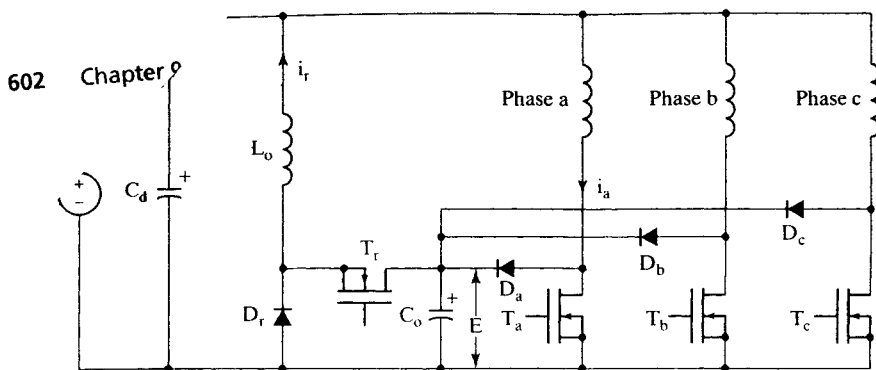 602 Chapter 9
i_r
Phase a
Phase b
Phase c
L_o
C_d
+
+
−
i_a
D_c
T_r
D_b
D_a
D_r
C_o
+
E
T_a
T_b
T_c